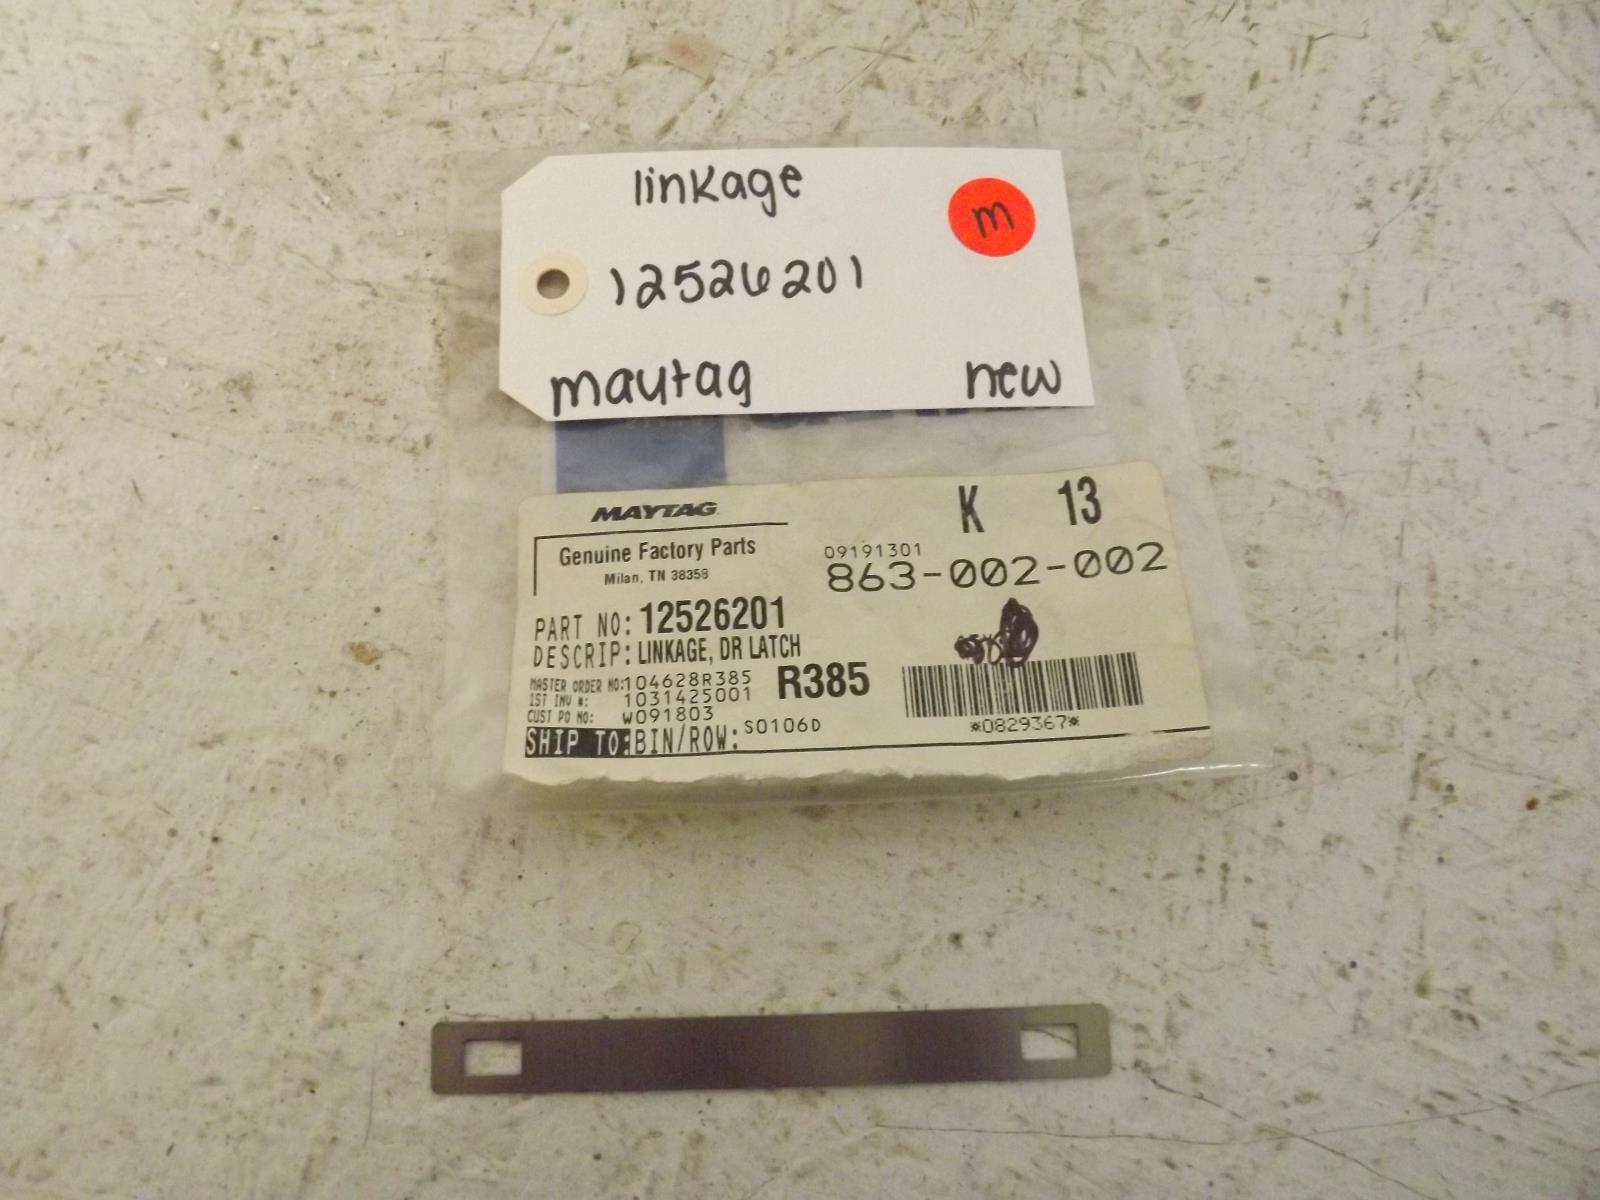 linkage
m
12526201
maytag new
MAYTAG
K 13
Genuine Factory Parts
Milan, TN 38358
09191301
863-002-002
PART NO: 12526201
DESCRIP: LINKAGE, DR LATCH
MASTER ORDER NO: 104628R385
R385
1ST INV #: 1031425001
CUST PO NO: W091803
SHIP TO: BIN/ROW: S0106D
*0829367*